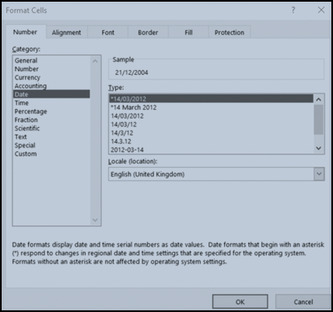 Format Cells
? ×
Number Alignment Font Border Fill Protection
Category:
General
Number
Currency
Accounting
Date
Time
Percentage
Fraction
Scientific
Text
Special
Custom
Sample
21/12/2004
Type:
*14/03/2012
*14 March 2012
14/03/2012
14/03/12
14/3/12
14.3.12
2012-03-14
Locale (location):
English (United Kingdom)
Date formats display date and time serial numbers as date values. Date formats that begin with an asterisk
(*) respond to changes in regional date and time settings that are specified for the operating system.
Formats without an asterisk are not affected by operating system settings.
OK Cancel